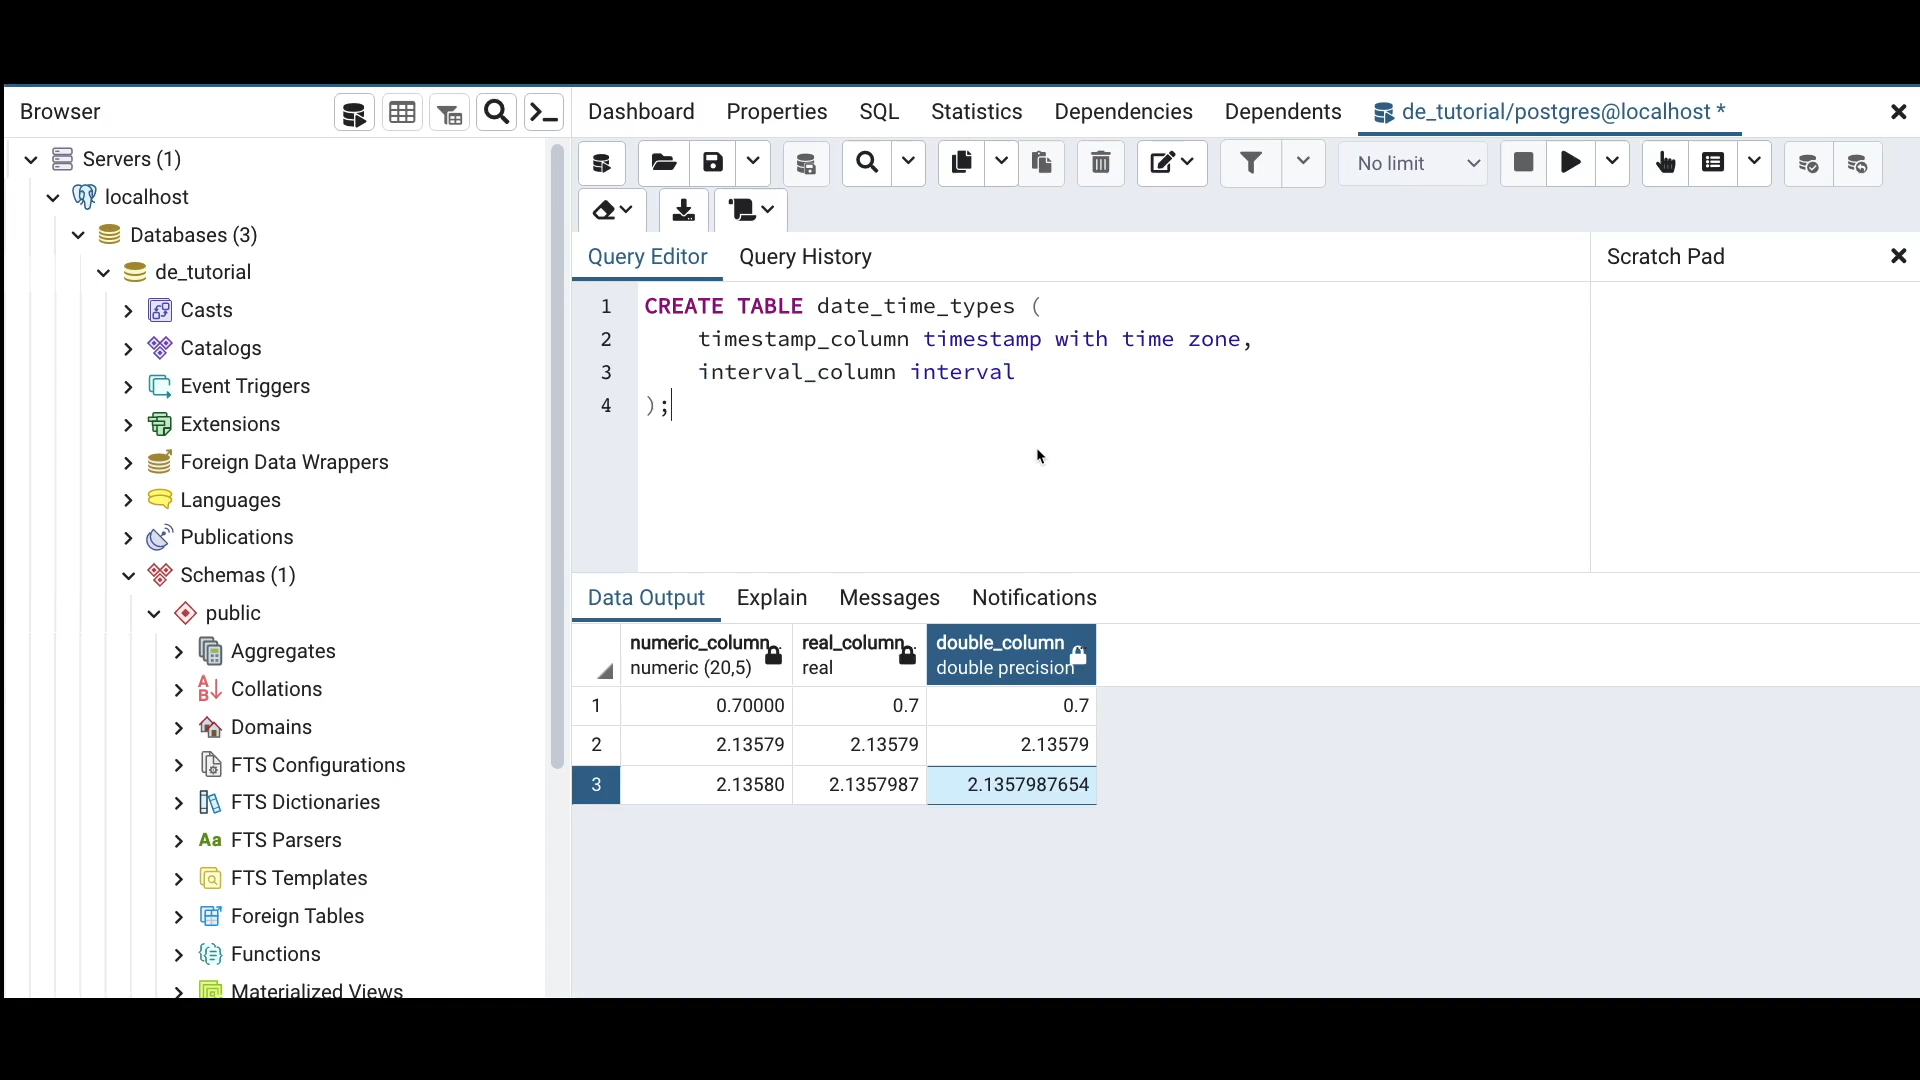 Browser
Servers (1)
localhost
Databases (3)
de_tutorial
Casts
Catalogs
Event Triggers
Extensions
Foreign Data Wrappers
Languages
Publications
Schemas (1)
public
Aggregates
Collations
Domains
FTS Configurations
FTS Dictionaries
Aa FTS Parsers
FTS Templates
Foreign Tables
Functions
Materialized Views
Dashboard Properties SQL Statistics Dependencies Dependents de_tutorial/postgres@localhost *
No limit
Query Editor Query History
Scratch Pad
1 CREATE TABLE date_time_types (
2 timestamp_column timestamp with time zone,
3 interval_column interval
4 );
Data Output Explain Messages Notifications
numeric_column real_column double_column
numeric (20,5) real double precision
1 0.70000 0.7 0.7
2 2.13579 2.13579 2.13579
3 2.13580 2.1357987 2.1357987654